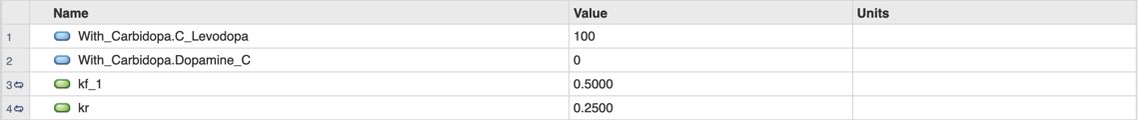 Name Value Units
1 With_Carbidopa.C_Levodopa 100
2 With_Carbidopa.Dopamine_C 0
3 kf_1 0.5000
4 kr 0.2500